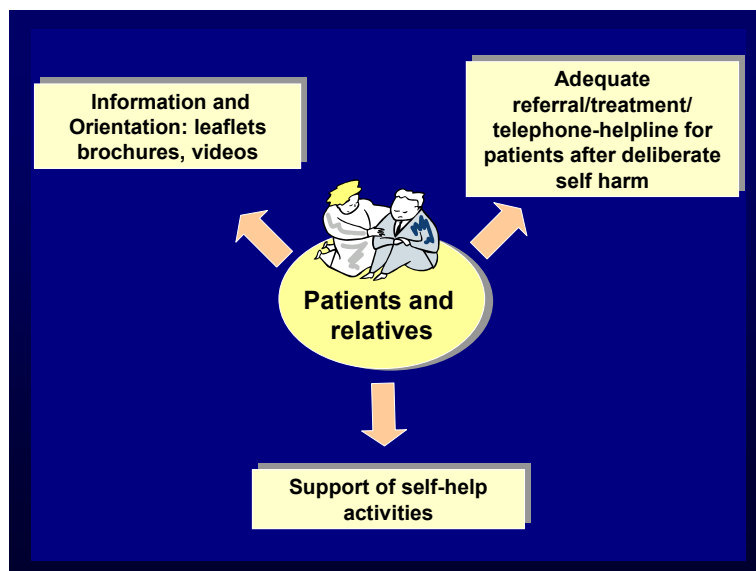 Information and
Orientation: leaflets
brochures, videos
Adequate
referral/treatment/
telephone-helpline for
patients after deliberate
self harm
Patients and
relatives
Support of self-help
activities